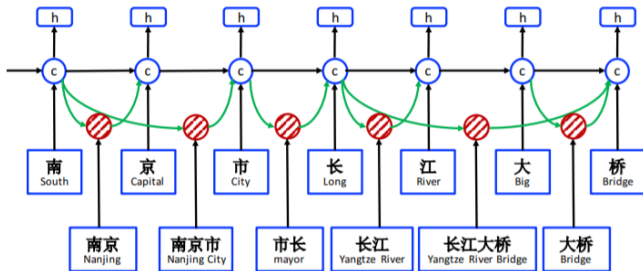 h h h h h h h
c c c c c c c
南 京 市 长 江 大 桥
South Capital City Long River Big Bridge
南京 南京市 市长 长江 长江大桥 大桥
Nanjing Nanjing City mayor Yangtze River Yangtze River Bridge Bridge